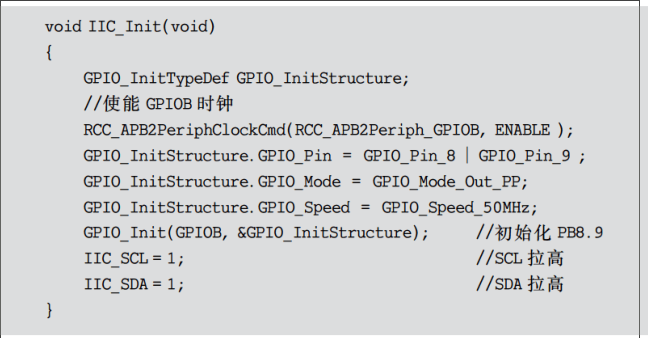 void IIC_Init(void)
{
GPIO_InitTypeDef GPIO_InitStructure;
//使能 GPIOB 时钟
RCC_APB2PeriphClockCmd(RCC_APB2Periph_GPIOB, ENABLE );
GPIO_InitStructure.GPIO_Pin = GPIO_Pin_8 | GPIO_Pin_9 ;
GPIO_InitStructure.GPIO_Mode = GPIO_Mode_Out_PP;
GPIO_InitStructure.GPIO_Speed = GPIO_Speed_50MHz;
GPIO_Init(GPIOB, &GPIO_InitStructure); //初始化 PB8.9
IIC_SCL=1; //SCL 拉高
IIC_SDA=1; //SDA 拉高
}